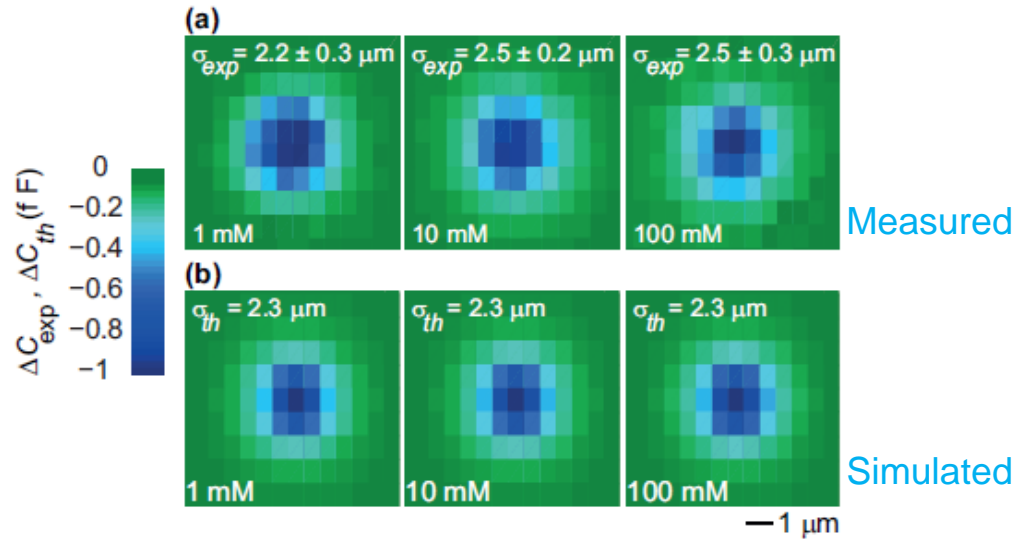 (a)
σexp = 2.2 ± 0.3 μm
σexp = 2.5 ± 0.2 μm
σexp = 2.5 ± 0.3 μm
1 mM
10 mM
100 mM
Measured
ΔCexp , ΔCth (f F)
0
−0.2
−0.4
−0.6
−0.8
−1
(b)
σth = 2.3 μm
σth = 2.3 μm
σth = 2.3 μm
1 mM
10 mM
100 mM
Simulated
1 μm